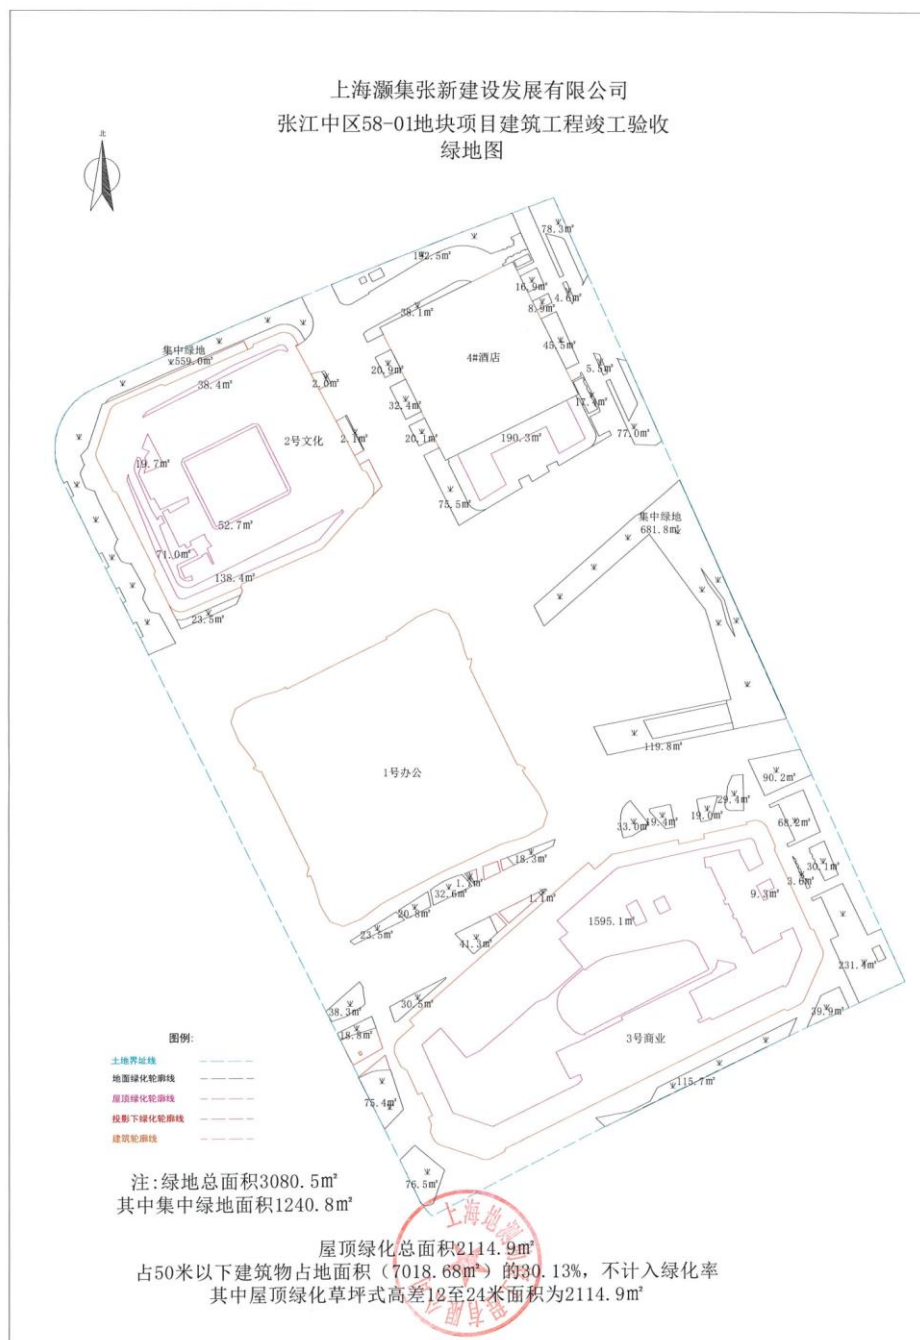 上海灏集张新建设发展有限公司
张江中区58-01地块项目建筑工程竣工验收
绿地图
北
78.3㎡
192.5㎡
16.9㎡
4.6㎡
8.9㎡
38.1㎡
45.5㎡
4#酒店
集中绿地
559.0㎡
20.9㎡
5.5㎡
38.4㎡
2.0㎡
32.4㎡
17.4㎡
2号文化
2.1㎡
20.1㎡
190.3㎡
77.0㎡
19.7㎡
75.5㎡
集中绿地
681.8㎡
52.7㎡
71.0㎡
138.4㎡
23.5㎡
119.8㎡
1号办公
90.2㎡
29.4㎡
33.0㎡
19.4㎡
19.0㎡
68.2㎡
18.3㎡
30.1㎡
3.6㎡
32.6㎡
1.1㎡
9.3㎡
20.8㎡
1595.1㎡
23.5㎡
41.3㎡
231.4㎡
38.3㎡
30.5㎡
39.9㎡
18.8㎡
3号商业
115.7㎡
75.4㎡
76.5㎡
图例:
土地界址线
地面绿化轮廓线
屋顶绿化轮廓线
投影下绿化轮廓线
建筑轮廓线
注:绿地总面积3080.5㎡
其中集中绿地面积1240.8㎡
屋顶绿化总面积2114.9㎡
占50米以下建筑物占地面积（7018.68㎡）的30.13%，不计入绿化率
其中屋顶绿化草坪式高差12至24米面积为2114.9㎡